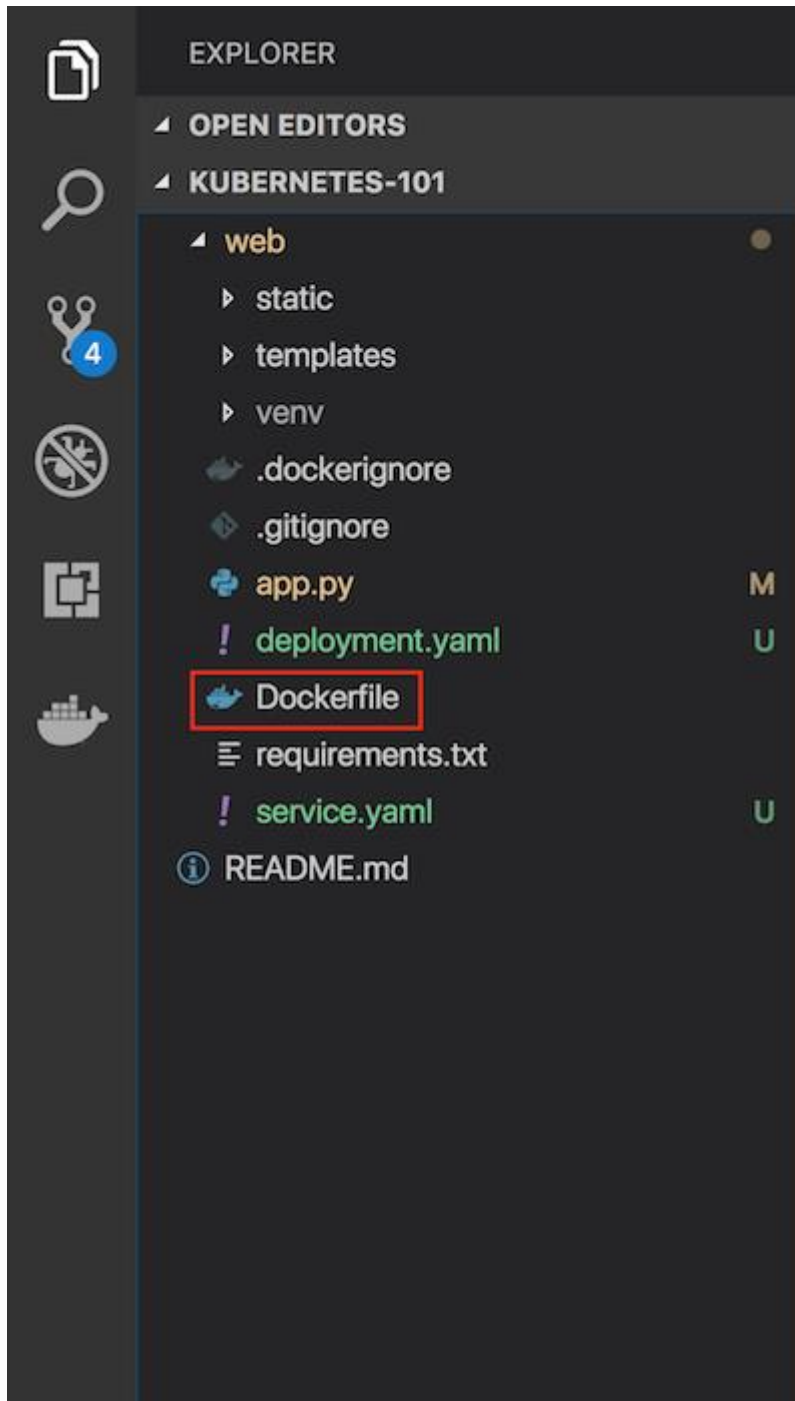 EXPLORER
OPEN EDITORS
KUBERNETES-101
web
static
templates
4
venv
.dockerignore
.gitignore
app.py M
deployment.yaml U
Dockerfile
requirements.txt
service.yaml U
README.md